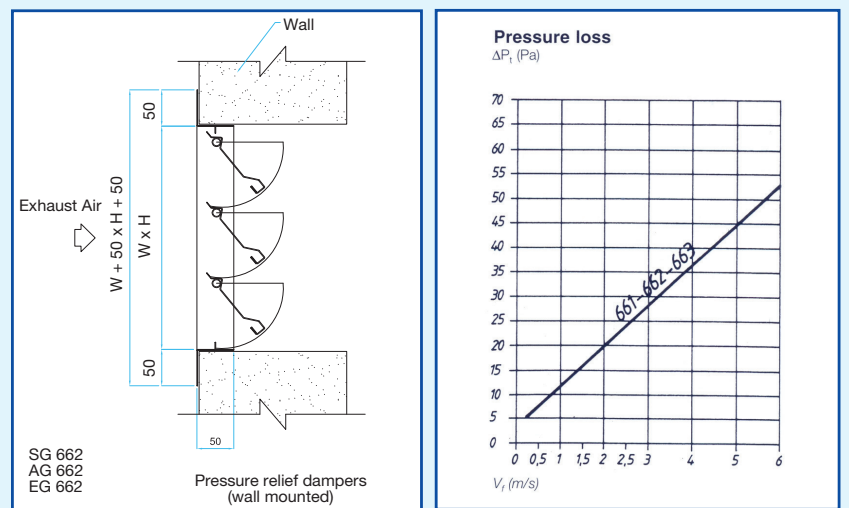 Wall
50
Exhaust Air
W + 50 x H + 50
W x H
50
50
SG 662
AG 662
EG 662
Pressure relief dampers
(wall mounted)
Pressure loss
ΔPt (Pa)
70
65
60
55
50
45
40
35
30
25
20
15
10
5
0
661-662-663
0 0,5 1 1,5 2 2,5 3 4 5 6
Vf (m/s)